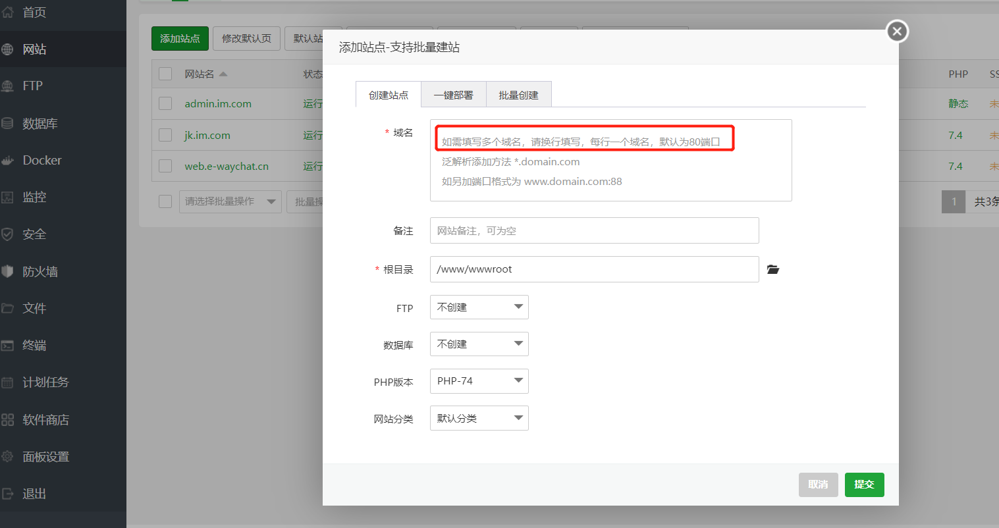 首页
网站
FTP
数据库
Docker
监控
安全
防火墙
文件
终端
计划任务
软件商店
面板设置
退出
添加站点
修改默认页
默认站
网站名
状态
PHP
admin.im.com
运行
静态
未
jk.im.com
运行
7.4
未
web.e-waychat.cn
运行
7.4
未
请选择批量操作
批量操
1
共3条
添加站点-支持批量建站
创建站点
一键部署
批量创建
* 域名
如需填写多个域名，请换行填写，每行一个域名，默认为80端口
泛解析添加方法 *.domain.com
如另加端口格式为 www.domain.com:88
备注
网站备注，可为空
* 根目录
/www/wwwroot
FTP
不创建
数据库
不创建
PHP版本
PHP-74
网站分类
默认分类
取消
提交